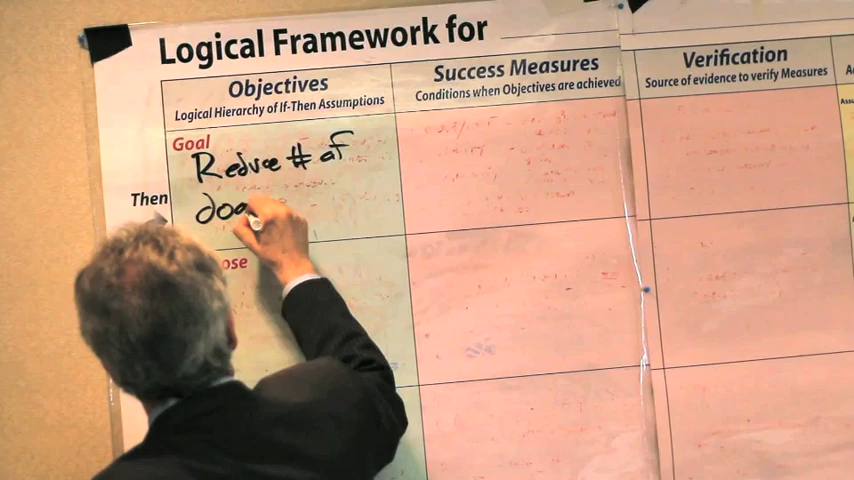 Logical Framework for
Objectives
Logical Hierarchy of If-Then Assumptions
Success Measures
Conditions when Objectives are achieved
Verification
Source of evidence to verify Measures
Goal
Reduce # of
Then